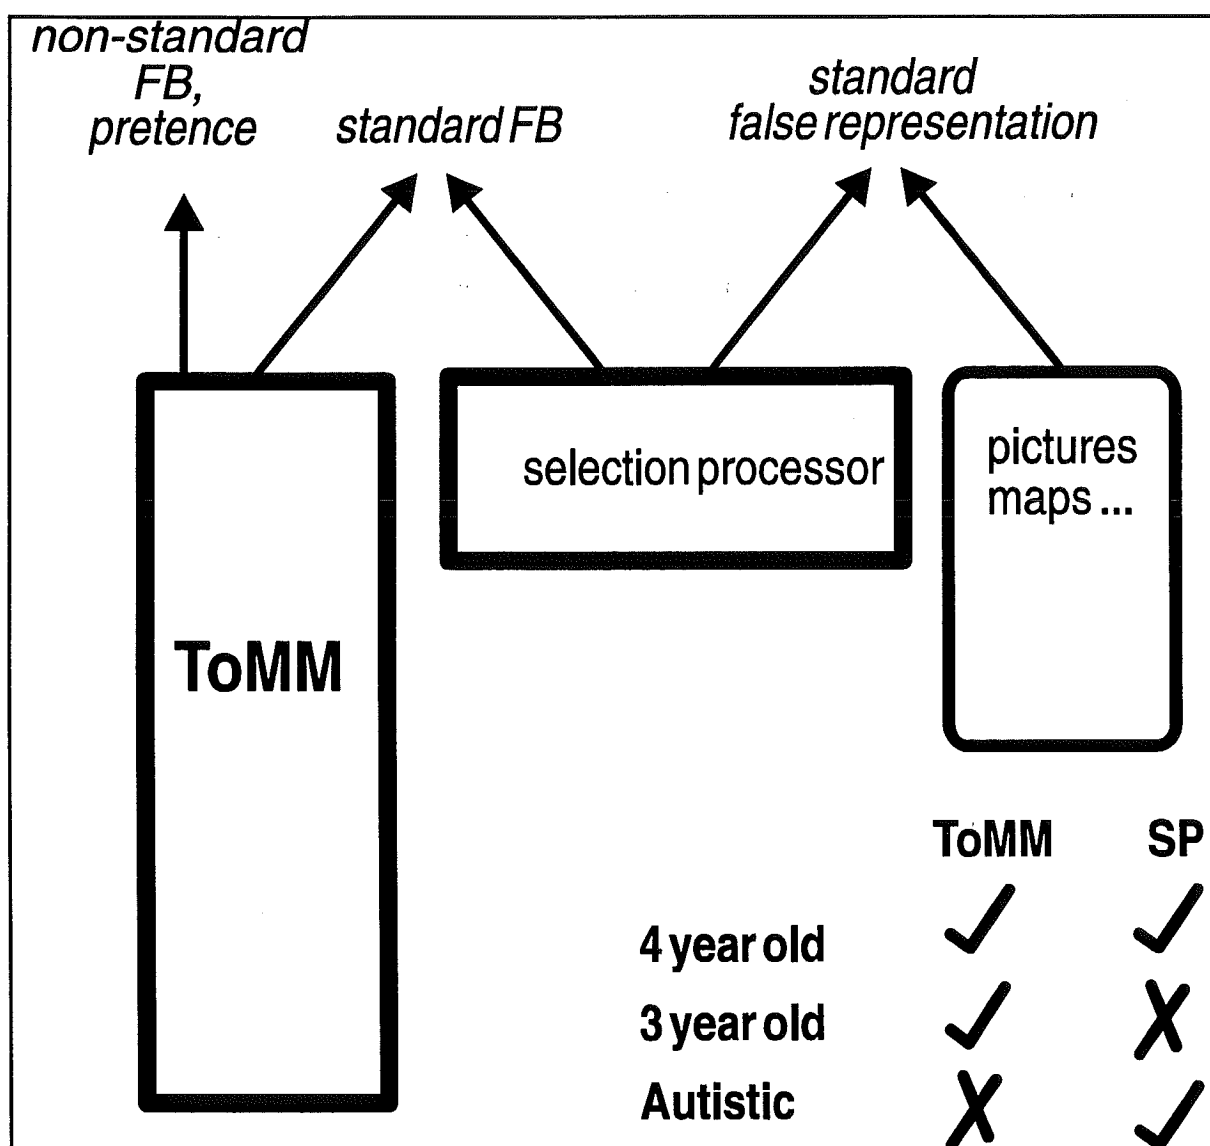 non-standard
FB,
pretence
standard FB
standard
false representation
selection processor
pictures
maps ...
ToMM
ToMM SP
4 year old
3 year old
Autistic